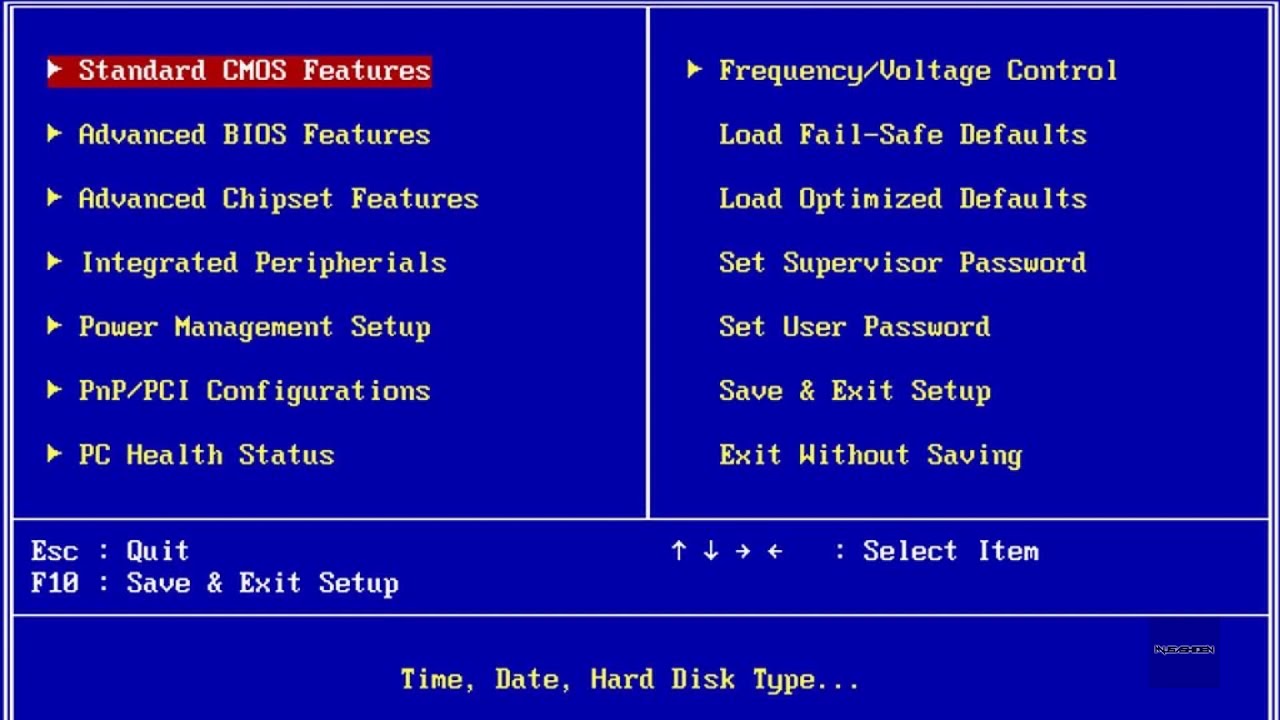 Standard CMOS Features
Advanced BIOS Features
Advanced Chipset Features
Integrated Peripherials
Power Management Setup
PnP/PCI Configurations
PC Health Status
Frequency/Voltage Control
Load Fail-Safe Defaults
Load Optimized Defaults
Set Supervisor Password
Set User Password
Save & Exit Setup
Exit Without Saving
Esc : Quit
F10 : Save & Exit Setup
↑ ↓ → ← : Select Item
Time, Date, Hard Disk Type...